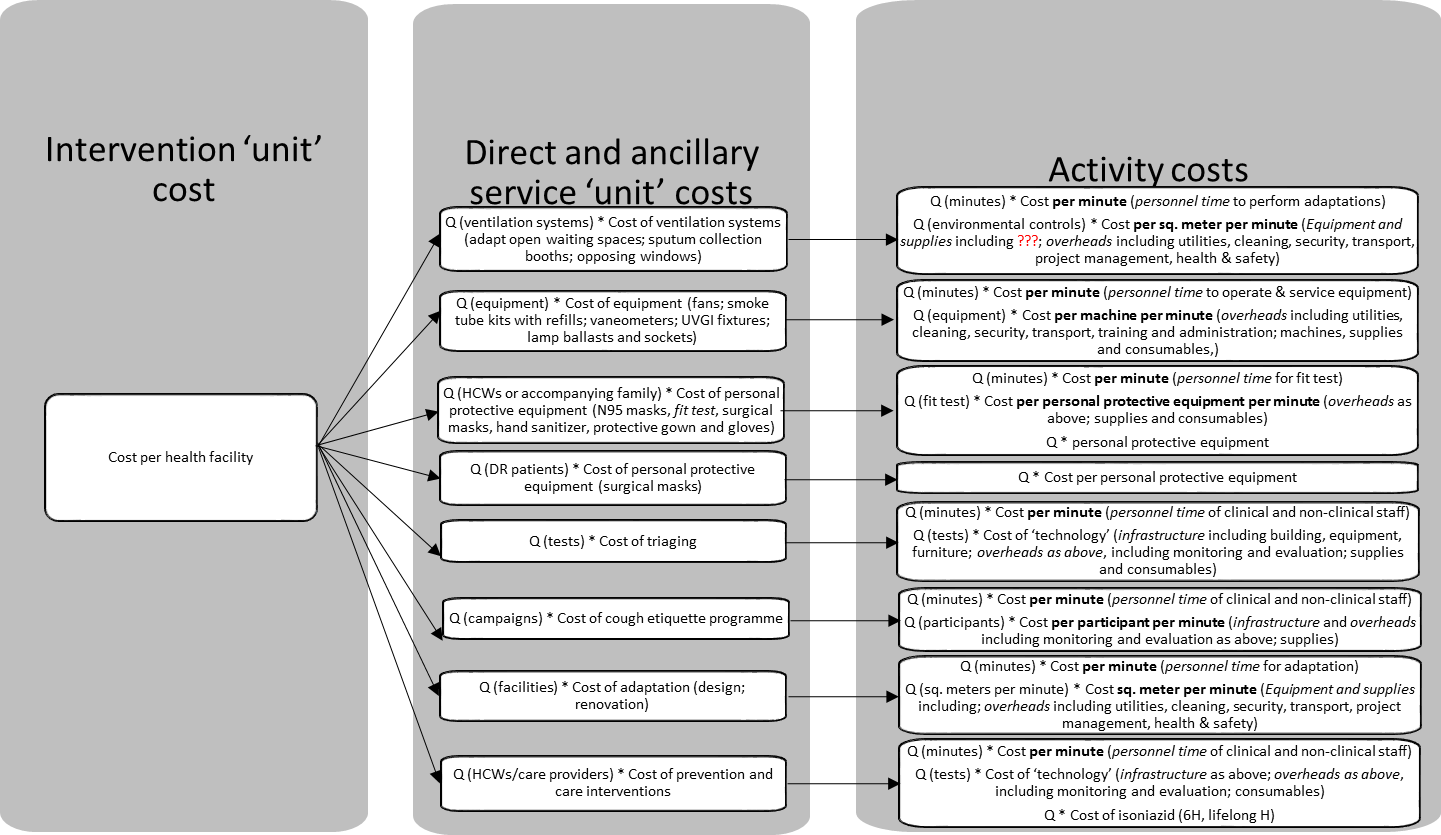 Intervention ‘unit’
cost
Cost per health facility
Direct and ancillary
service ‘unit’ costs
Q (ventilation systems) * Cost of ventilation systems
(adapt open waiting spaces; sputum collection
booths; opposing windows)
Q (equipment) * Cost of equipment (fans; smoke
tube kits with refills; vaneometers; UVGI fixtures;
lamp ballasts and sockets)
Q (HCWs or accompanying family) * Cost of personal
protective equipment (N95 masks, fit test, surgical
masks, hand sanitizer, protective gown and gloves)
Q (DR patients) * Cost of personal protective
equipment (surgical masks)
Q (tests) * Cost of triaging
Q (campaigns) * Cost of cough etiquette programme
Q (facilities) * Cost of adaptation (design;
renovation)
Q (HCWs/care providers) * Cost of prevention and
care interventions
Activity costs
Q (minutes) * Cost per minute (personnel time to perform adaptations)
Q (environmental controls) * Cost per sq. meter per minute (Equipment and
supplies including ???; overheads including utilities, cleaning, security, transport,
project management, health & safety)
Q (minutes) * Cost per minute (personnel time to operate & service equipment)
Q (equipment) * Cost per machine per minute (overheads including utilities,
cleaning, security, transport, training and administration; machines, supplies
and consumables,)
Q (minutes) * Cost per minute (personnel time for fit test)
Q (fit test) * Cost per personal protective equipment per minute (overheads as
above; supplies and consumables)
Q * personal protective equipment
Q * Cost per personal protective equipment
Q (minutes) * Cost per minute (personnel time of clinical and non-clinical staff)
Q (tests) * Cost of ‘technology’ (infrastructure including building, equipment,
furniture; overheads as above, including monitoring and evaluation; supplies
and consumables)
Q (minutes) * Cost per minute (personnel time of clinical and non-clinical staff)
Q (participants) * Cost per participant per minute (infrastructure and overheads
including monitoring and evaluation as above; supplies)
Q (minutes) * Cost per minute (personnel time for adaptation)
Q (sq. meters per minute) * Cost sq. meter per minute (Equipment and supplies
including; overheads including utilities, cleaning, security, transport, project
management, health & safety)
Q (minutes) * Cost per minute (personnel time of clinical and non-clinical staff)
Q (tests) * Cost of ‘technology’ (infrastructure as above; overheads as above,
including monitoring and evaluation; consumables)
Q * Cost of isoniazid (6H, lifelong H)